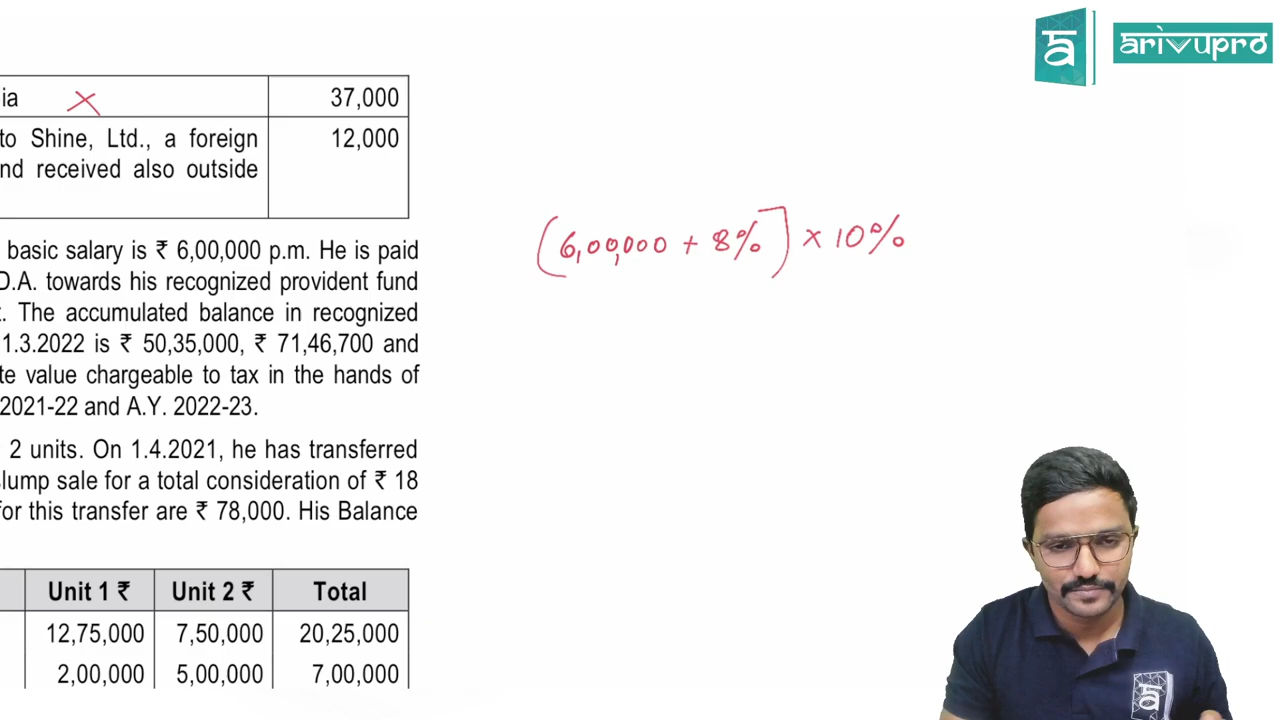 a arivupro
ia X 37,000
to Shine, Ltd., a foreign 12,000
nd received also outside
(6,00,000 + 8%) × 10%
basic salary is ₹ 6,00,000 p.m. He is paid
D.A. towards his recognized provident fund
t. The accumulated balance in recognized
1.3.2022 is ₹ 50,35,000, ₹ 71,46,700 and
te value chargeable to tax in the hands of
2021-22 and A.Y. 2022-23.
2 units. On 1.4.2021, he has transferred
lump sale for a total consideration of ₹ 18
for this transfer are ₹ 78,000. His Balance
Unit 1 ₹ Unit 2 ₹ Total
12,75,000 7,50,000 20,25,000
2,00,000 5,00,000 7,00,000